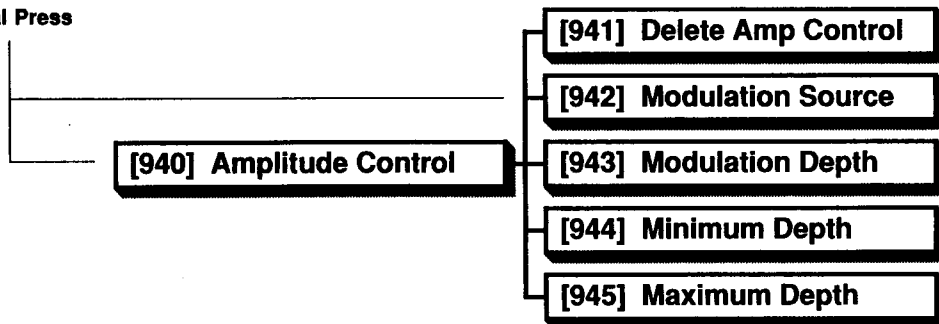 Press
[941] Delete Amp Control
[942] Modulation Source
[940] Amplitude Control
[943] Modulation Depth
[944] Minimum Depth
[945] Maximum Depth